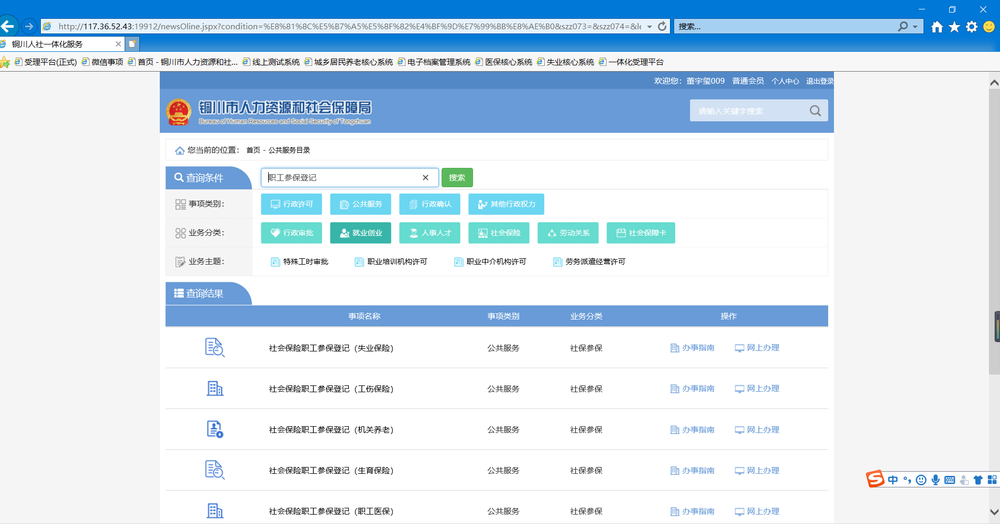 http://117.36.52.43:19912/newsOline.jspx?condition=%E8%81%8C%E5%B7%A5%E5%8F%82%E4%BF%9D%E7%99%BB%E8%AE%B0&szz073=&szz074=&le
搜索...
铜川人社一体化服务
受理平台(正式) 微信事项 首页 - 铜川市人力资源和社... 线上测试系统 城乡居民养老核心系统 电子档案管理系统 医保核心系统 失业核心系统 一体化受理平台
欢迎您：董宇玺009 普通会员 个人中心 退出登录
铜川市人力资源和社会保障局
Bureau of Human Resources and Social Security of Tongchuan
请输入关键字搜索
您当前的位置： 首页 - 公共服务目录
查询条件 职工参保登记 搜索
事项类别： 行政许可 公共服务 行政确认 其他行政权力
业务分类： 行政审批 就业创业 人事人才 社会保险 劳动关系 社会保障卡
业务主题： 特殊工时审批 职业培训机构许可 职业中介机构许可 劳务派遣经营许可
查询结果
事项名称 事项类别 业务分类 操作
社会保险职工参保登记（失业保险） 公共服务 社保参保 办事指南 网上办理
社会保险职工参保登记（工伤保险） 公共服务 社保参保 办事指南 网上办理
社会保险职工参保登记（机关养老） 公共服务 社保参保 办事指南 网上办理
社会保险职工参保登记（生育保险） 公共服务 社保参保 办事指南 网上办理
社会保险职工参保登记（职工医保） 公共服务 社保参保 办事指南 网上办理
中